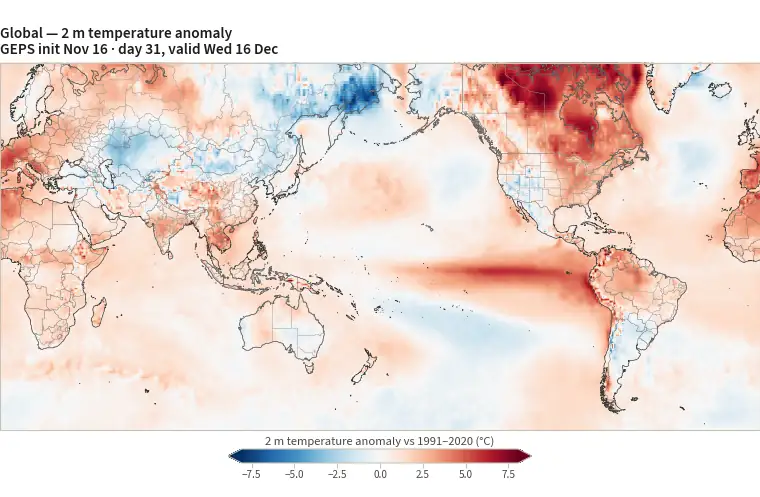 Global — 2 m temperature anomaly
GEPS init Nov 16 · day 31, valid Wed 16 Dec
2 m temperature anomaly vs 1991–2020 (°C)
−7.5 −5.0 −2.5 0.0 2.5 5.0 7.5